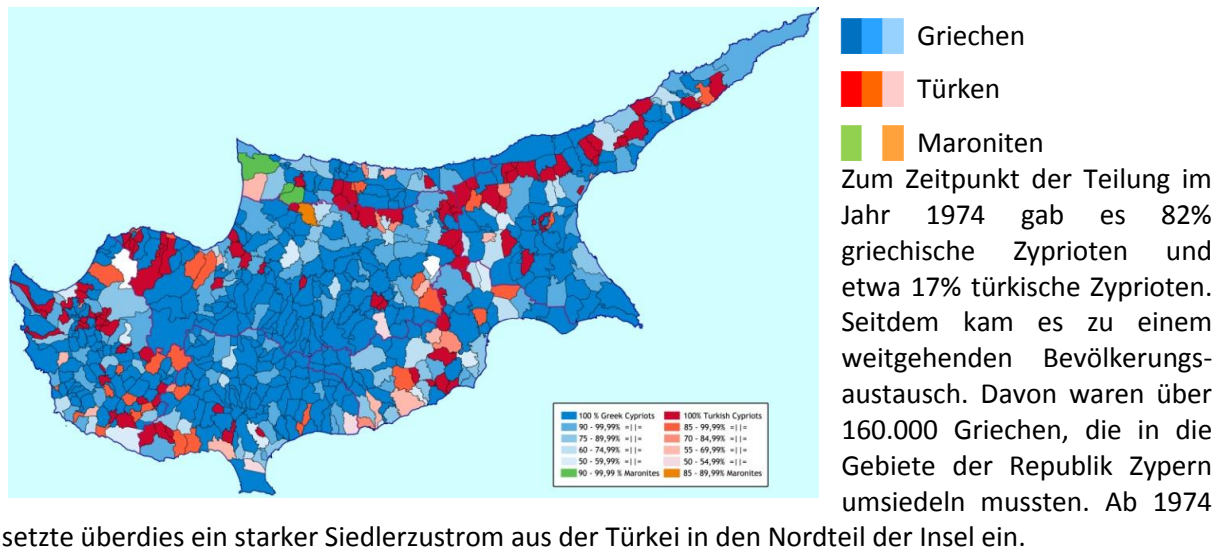 Griechen
Türken
Maroniten
Zum Zeitpunkt der Teilung im
Jahr 1974 gab es 82%
griechische Zyprioten und
etwa 17% türkische Zyprioten.
Seitdem kam es zu einem
weitgehenden Bevölkerungs-
austausch. Davon waren über
160.000 Griechen, die in die
Gebiete der Republik Zypern
umsiedeln mussten. Ab 1974
setzte überdies ein starker Siedlerzustrom aus der Türkei in den Nordteil der Insel ein.
100 % Greek Cypriots
90 - 99,99% =||=
75 - 89,99% =||=
60 - 74,99% =||=
50 - 59,99% =||=
90 - 99,99 % Maronites
100% Turkish Cypriots
85 - 99,99% =||=
70 - 84,99% =||=
55 - 69,99% =||=
50 - 54,99% =||=
85 - 89,99% Maronites